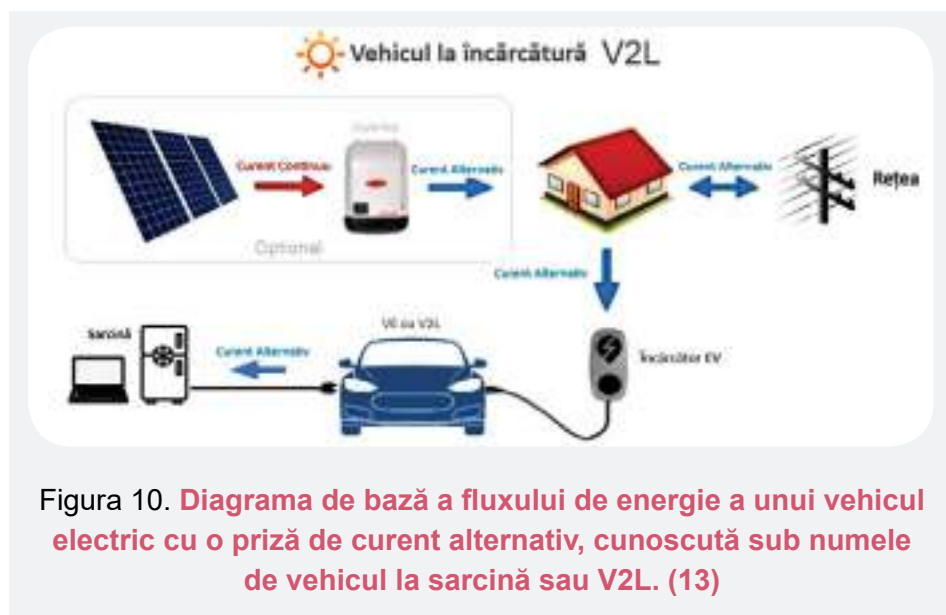 Vehicul la încărcătură V2L
Curent Continuu
Invertor
Curent Alternativ
Optional
Curent Alternativ
Rețea
Curent Alternativ
Sarcină
Curent Alternativ
VE cu V2L
Încărcător EV
Figura 10. Diagrama de bază a fluxului de energie a unui vehicul
electric cu o priză de curent alternativ, cunoscută sub numele
de vehicul la sarcină sau V2L. (13)